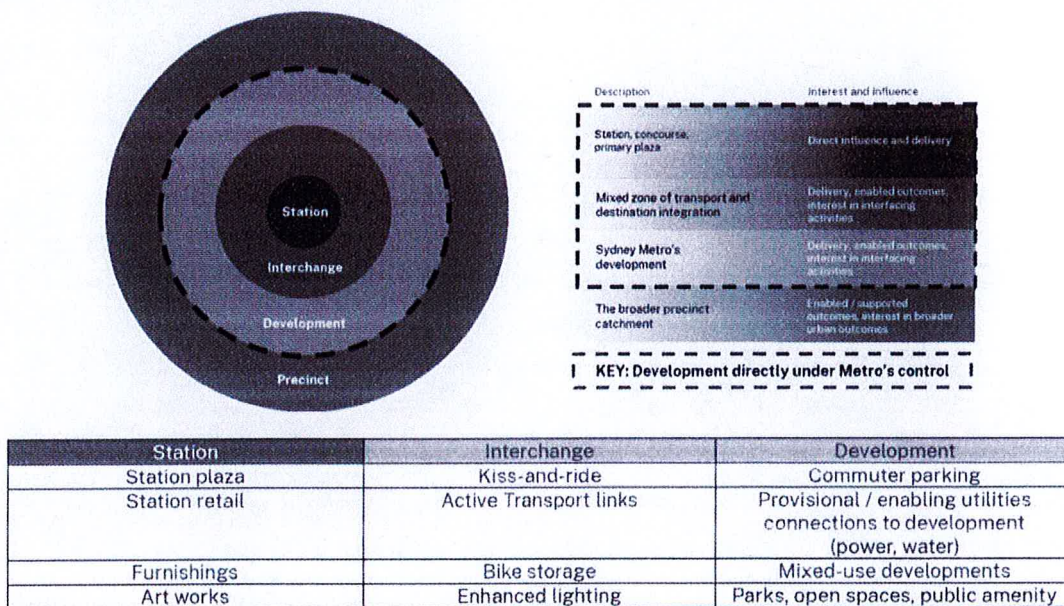 Station
Interchange
Development
Precinct
Description Interest and influence
Station, concourse,
primary plaza
Direct influence and delivery
Mixed zone of transport and
destination integration
Delivery, enabled outcomes,
interest in interfacing
activities
Sydney Metro's
development
Delivery, enabled outcomes,
interest in interfacing
activities
The broader precinct
catchment
Enabled / supported
outcomes, interest in broader
urban outcomes
KEY: Development directly under Metro's control
Station Interchange Development
Station plaza Kiss-and-ride Commuter parking
Station retail Active Transport links Provisional / enabling utilities
connections to development
(power, water)
Furnishings Bike storage Mixed-use developments
Art works Enhanced lighting Parks, open spaces, public amenity